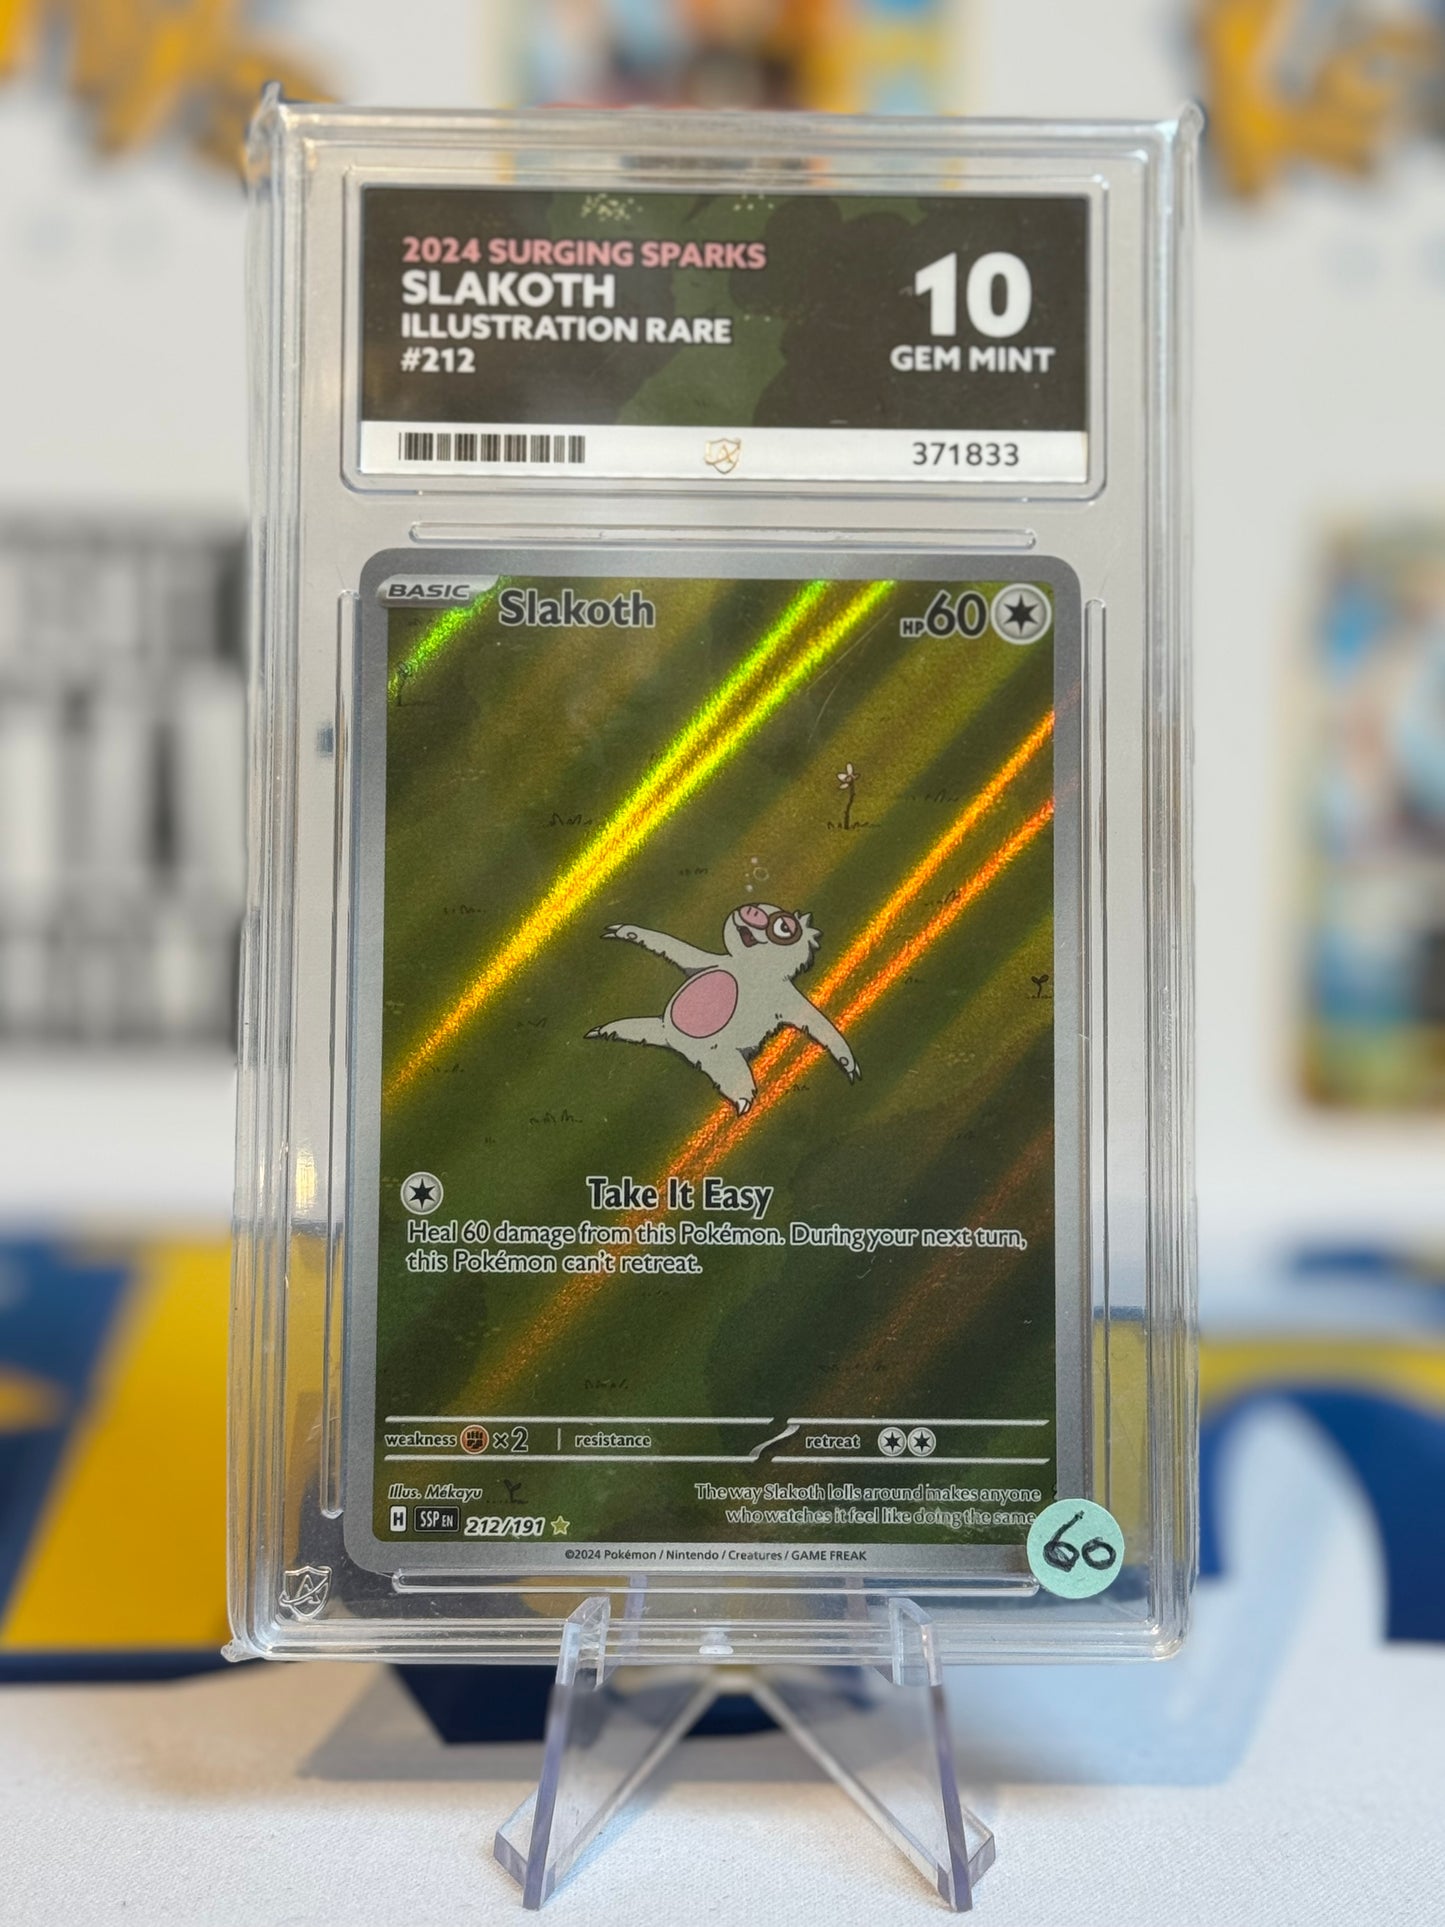 2024 SURGING SPARKS
SLAKOTH
ILLUSTRATION RARE
#212
10
GEM MINT
371833
BASIC
Slakoth
HP60
Take It Easy
Heal 60 damage from this Pokémon. During your next turn,
this Pokémon can't retreat.
weakness ×2
resistance
retreat
Illus. Mékayu
The way Slakoth lolls around makes anyone
who watches it feel like doing the same.
H SSP EN 212/191
©2024 Pokémon / Nintendo / Creatures / GAME FREAK
60